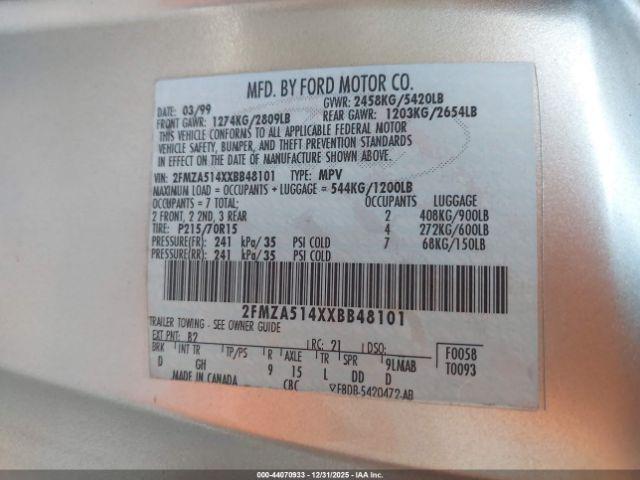 MFD. BY FORD MOTOR CO.
DATE: 03/99 GVWR: 2458KG/5420LB
FRONT GAWR: 1274KG/2809LB REAR GAWR: 1203KG/2654LB
THIS VEHICLE CONFORMS TO ALL APPLICABLE FEDERAL MOTOR
VEHICLE SAFETY, BUMPER, AND THEFT PREVENTION STANDARDS
IN EFFECT ON THE DATE OF MANUFACTURE SHOWN ABOVE.
VIN: 2FMZA514XXBB48101 TYPE: MPV
MAXIMUM LOAD = OCCUPANTS + LUGGAGE = 544KG/1200LB
OCCUPANTS = 7 TOTAL: OCCUPANTS LUGGAGE
2 FRONT, 2 2ND, 3 REAR 2 408KG/900LB
TIRE: P215/70R15 4 272KG/600LB
PRESSURE(FR): 241 kPa/35 PSI COLD 7 68KG/150LB
PRESSURE(RR): 241 kPa/35 PSI COLD
2FMZA514XXBB48101
TRAILER TOWING - SEE OWNER GUIDE
EXT PNT: B2 RC: 21 DSO: F0058
BRK INT TR TP/PS R AXLE TR SPR 9LMAB T0093
D GH 9 15 L DD D
MADE IN CANADA CBC ▽F8DB-5420472-AB
000-44070933 - 12/31/2025 - IAA Inc.